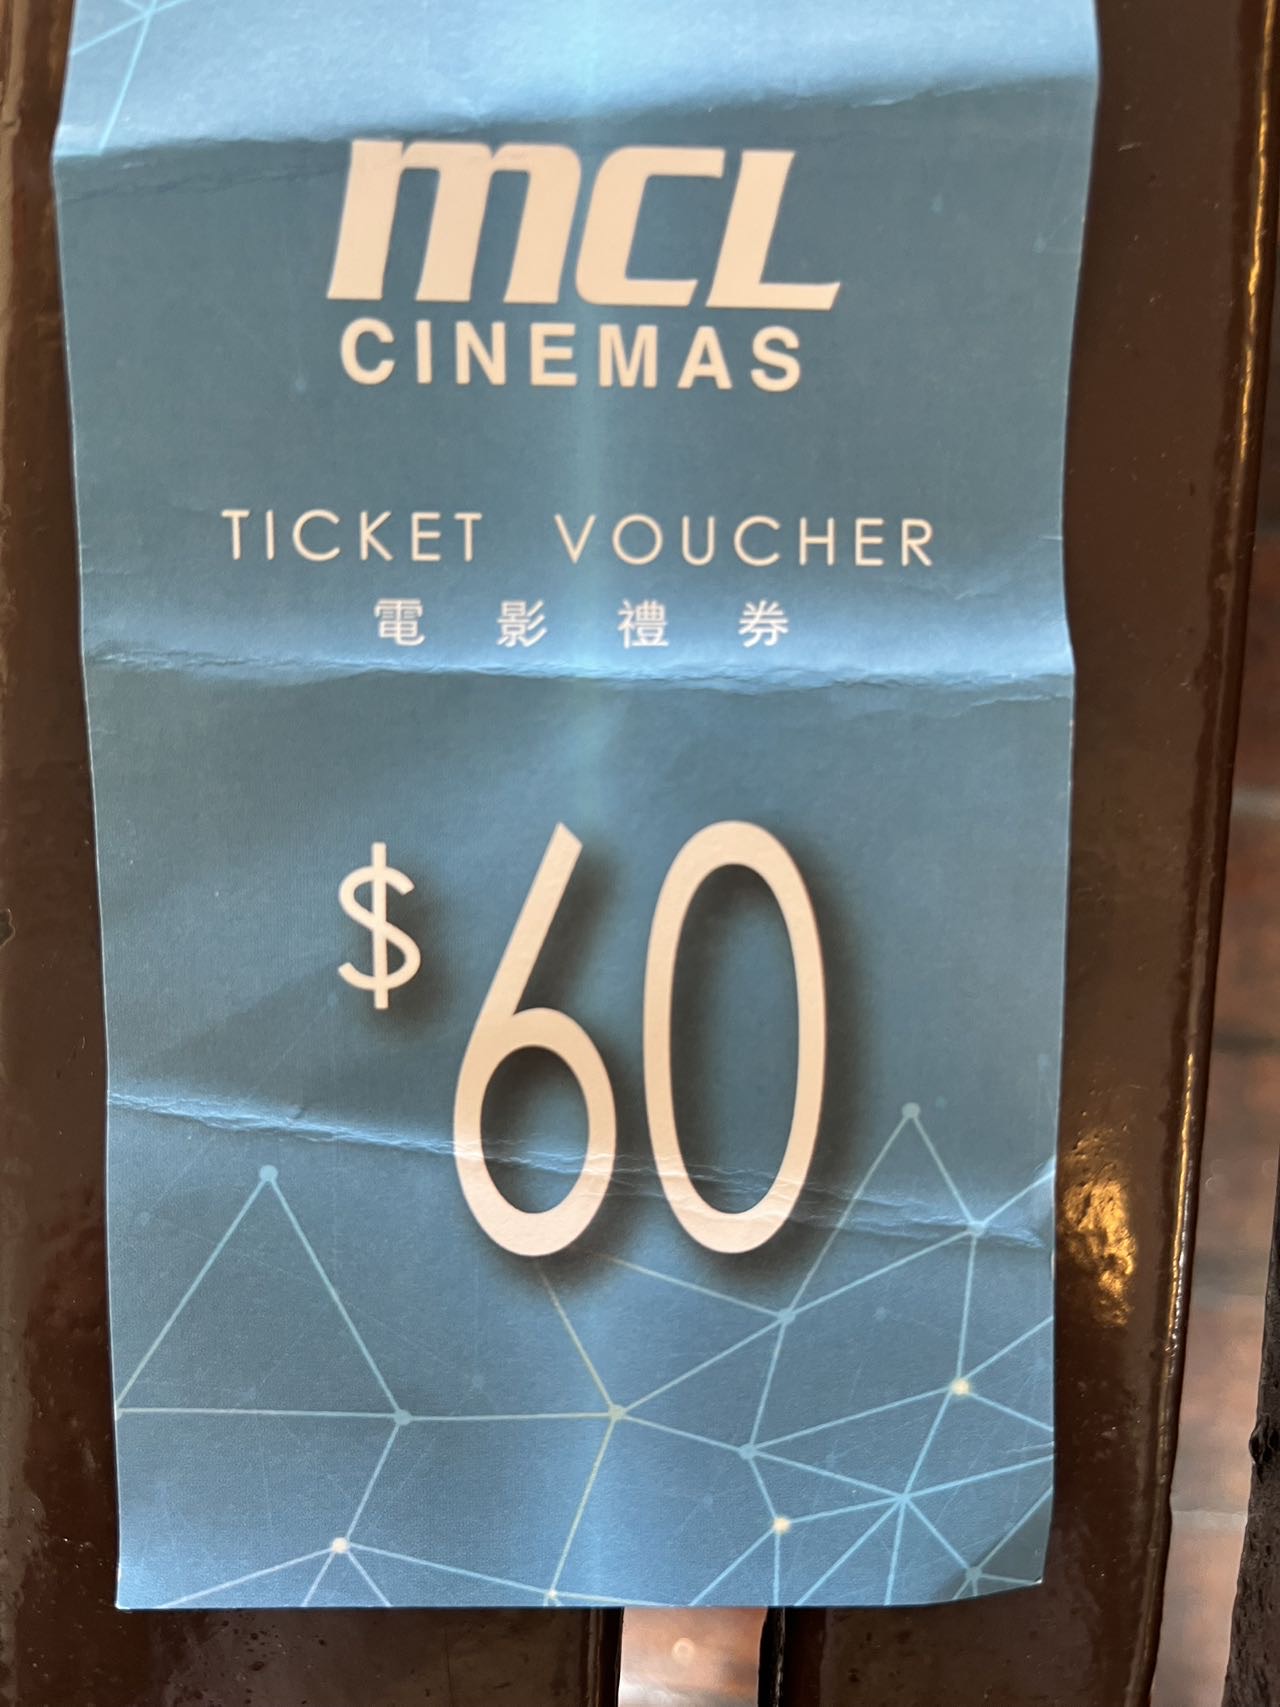 mCL
CINEMAS
TICKET VOUCHER
電影禮券
$60